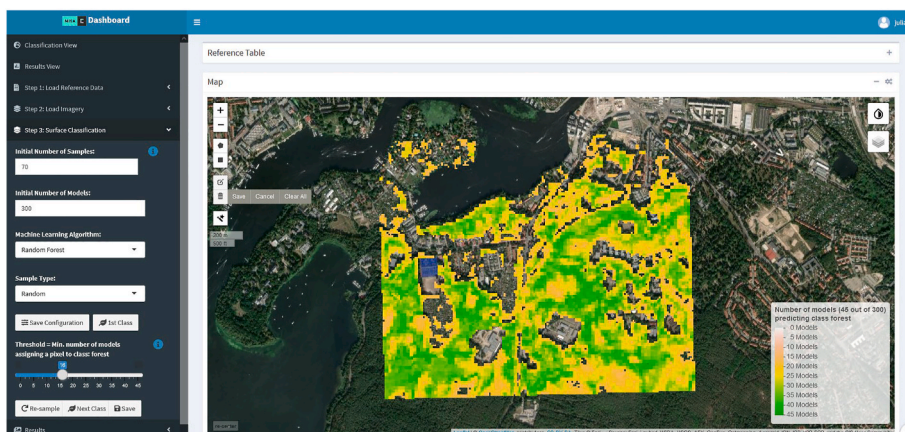 Dashboard
Julia
Classification View
Results View
Step 1: Load Reference Data
Step 2: Load Imagery
Step 3: Surface Classification
Initial Number of Samples:
70
Initial Number of Models:
300
Machine Learning Algorithm:
Random Forest
Sample Type:
Random
Save Configuration
1st Class
Threshold = Min. number of models
assigning a pixel to class: forest
0 5 10 15 20 25 30 35 40 45
Re-sample
Next Class
Save
Results
Reference Table
+
Map
+
−
Save Cancel Clear All
Number of models (45 out of 300)
predicting class forest
0 Models
5 Models
10 Models
15 Models
20 Models
25 Models
30 Models
35 Models
40 Models
45 Models